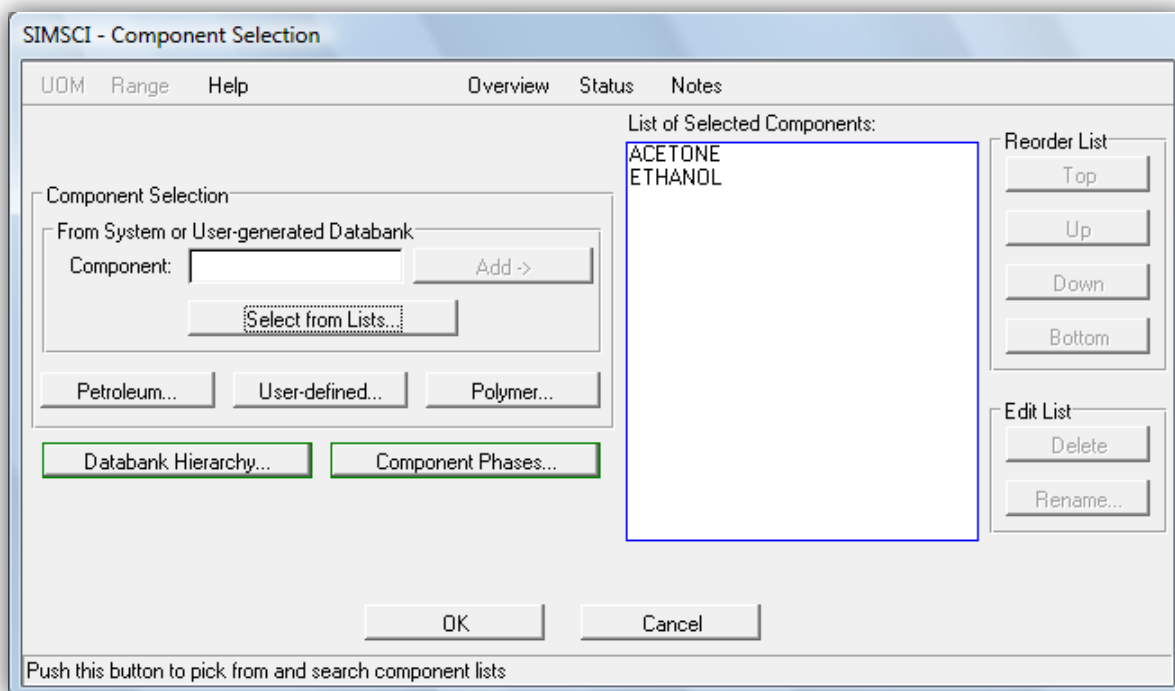 SIMSCI - Component Selection
UOM Range Help Overview Status Notes
List of Selected Components:
ACETONE
ETHANOL
Component Selection
From System or User-generated Databank
Component:
Add ->
Select from Lists...
Petroleum... User-defined... Polymer...
Databank Hierarchy... Component Phases...
Reorder List
Top
Up
Down
Bottom
Edit List
Delete
Rename...
OK Cancel
Push this button to pick from and search component lists